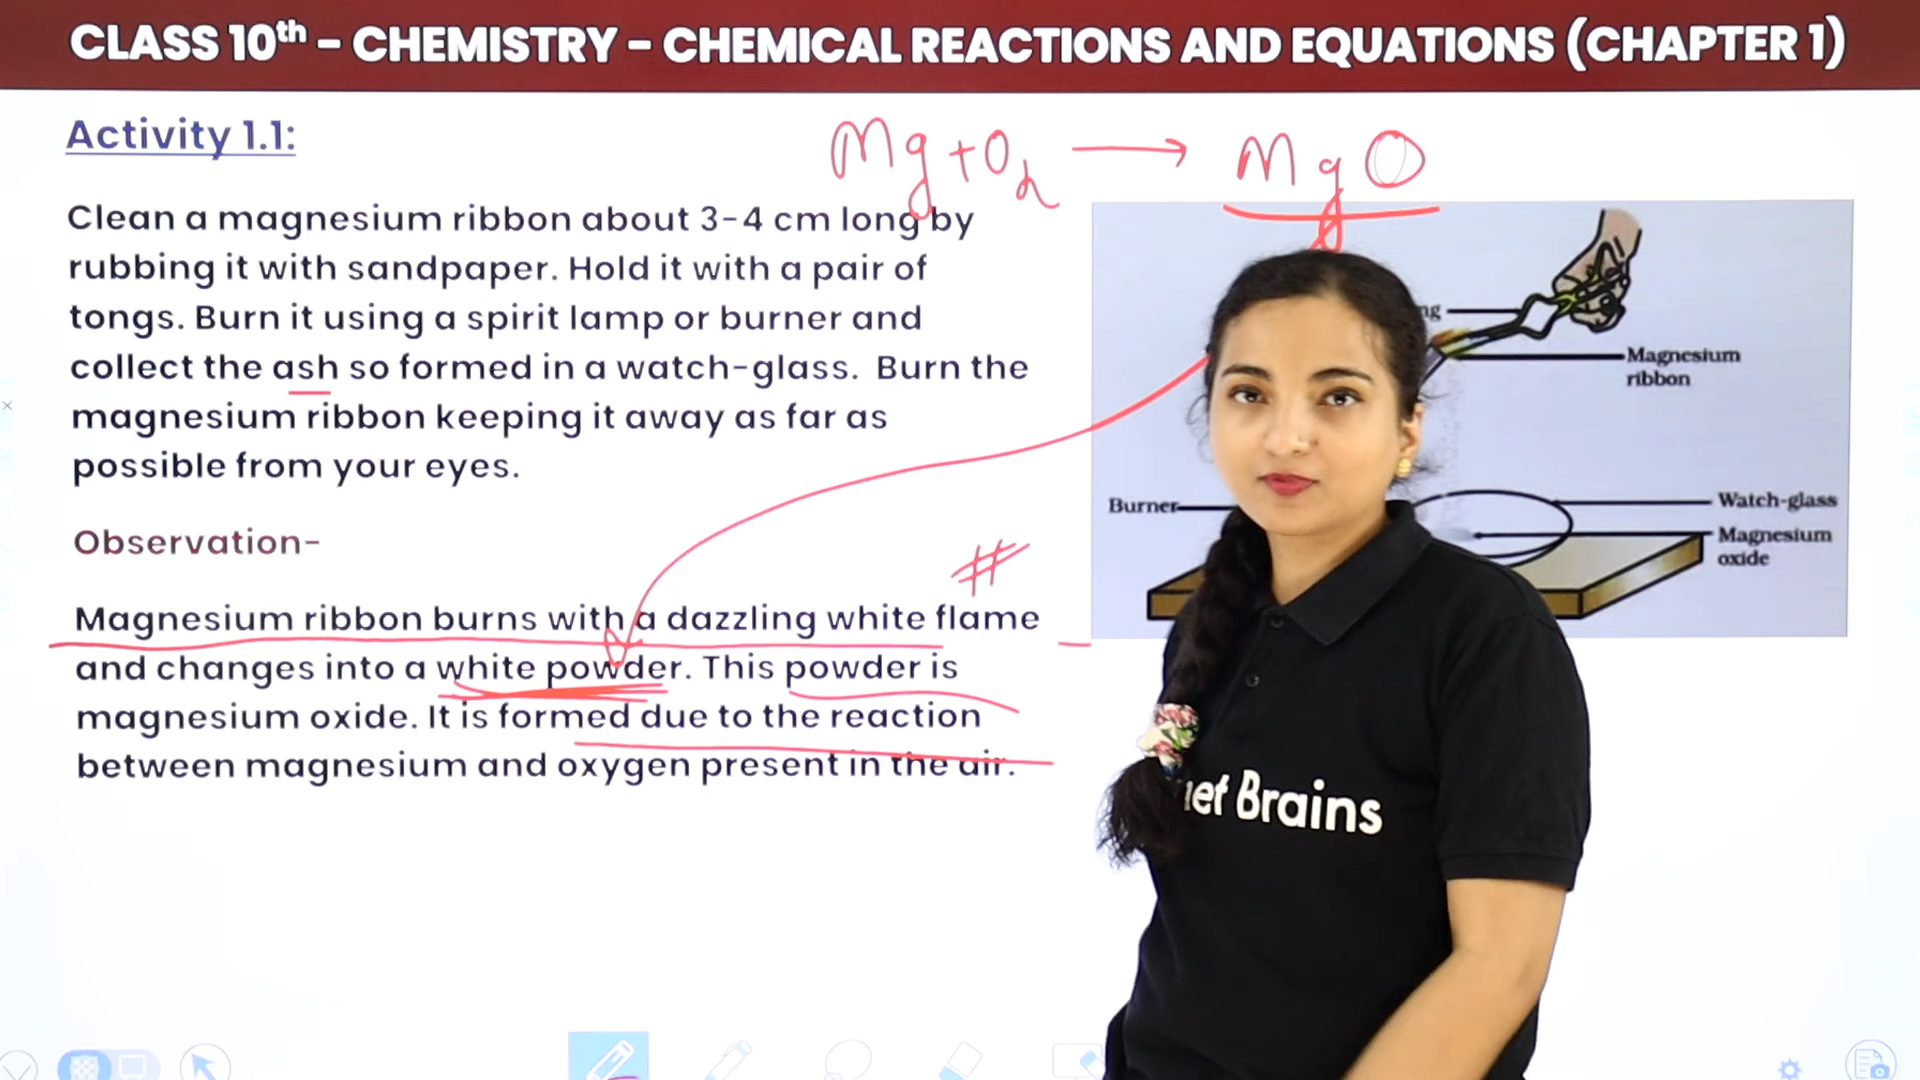 CLASS 10th - CHEMISTRY - CHEMICAL REACTIONS AND EQUATIONS (CHAPTER 1)
Activity 1.1:
Mg + O2 → MgO
Clean a magnesium ribbon about 3-4 cm long by
rubbing it with sandpaper. Hold it with a pair of
tongs. Burn it using a spirit lamp or burner and
collect the ash so formed in a watch-glass. Burn the
magnesium ribbon keeping it away as far as
possible from your eyes.
Observation-
#
Magnesium ribbon burns with a dazzling white flame
and changes into a white powder. This powder is
magnesium oxide. It is formed due to the reaction
between magnesium and oxygen present in the air.
Magnesium
ribbon
Burner
Watch-glass
Magnesium
oxide
Brains